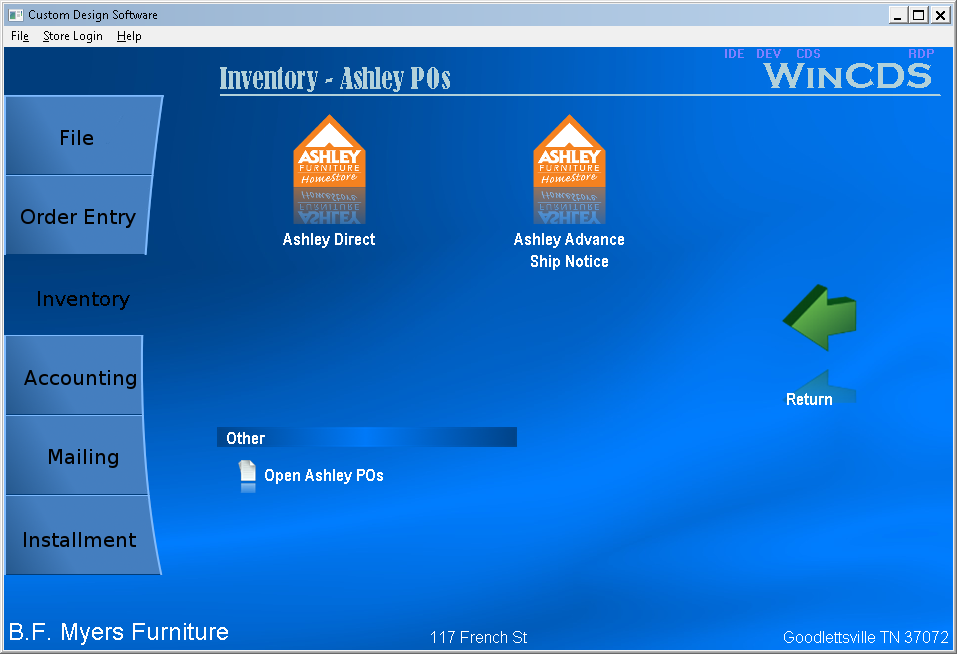 Custom Design Software
File Store Login Help
IDE DEV CDS RDP
Inventory - Ashley POs
WinCDS
File
Order Entry
Inventory
Accounting
Mailing
Installment
ASHLEY
FURNITURE
HomeStore
Ashley Direct
ASHLEY
FURNITURE
HomeStore
Ashley Advance
Ship Notice
Return
Other
Open Ashley POs
B.F. Myers Furniture
117 French St
Goodlettsville TN 37072